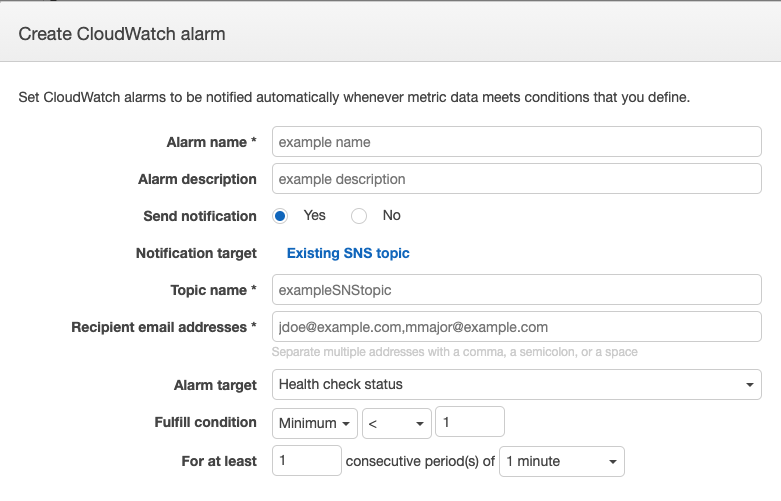 Create CloudWatch alarm
Set CloudWatch alarms to be notified automatically whenever metric data meets conditions that you define.
Alarm name * example name
Alarm description example description
Send notification Yes No
Notification target Existing SNS topic
Topic name * exampleSNStopic
Recipient email addresses * jdoe@example.com,mmajor@example.com
Separate multiple addresses with a comma, a semicolon, or a space
Alarm target Health check status
Fulfill condition Minimum < 1
For at least 1 consecutive period(s) of 1 minute